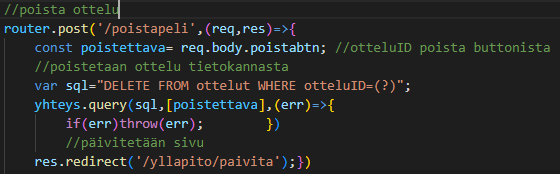 //poista ottelu
router.post('/poistapeli',(req,res)=>{
    const poistettava= req.body.poistabtn; //otteluID poista buttonista
    //poistetaan ottelu tietokannasta
    var sql="DELETE FROM ottelut WHERE otteluID=(?)";
    yhteys.query(sql,[poistettava],(err)=>{
        if(err)throw(err);        })
        //päivitetään sivu
    res.redirect('/yllapito/paivita');})